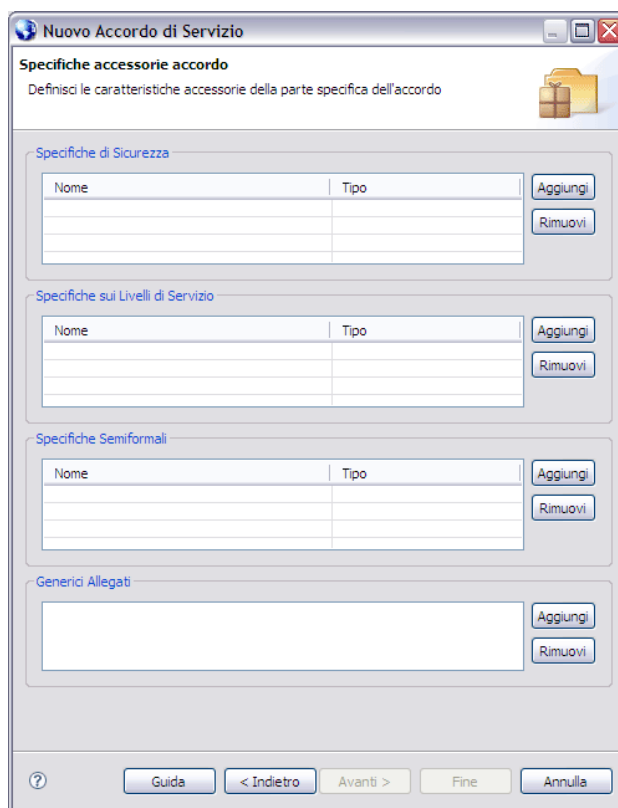 Nuovo Accordo di Servizio
Specifiche accessorie accordo
Definisci le caratteristiche accessorie della parte specifica dell'accordo
Specifiche di Sicurezza
Nome Tipo
Aggiungi
Rimuovi
Specifiche sui Livelli di Servizio
Nome Tipo
Aggiungi
Rimuovi
Specifiche Semiformali
Nome Tipo
Aggiungi
Rimuovi
Generici Allegati
Aggiungi
Rimuovi
? Guida < Indietro Avanti > Fine Annulla